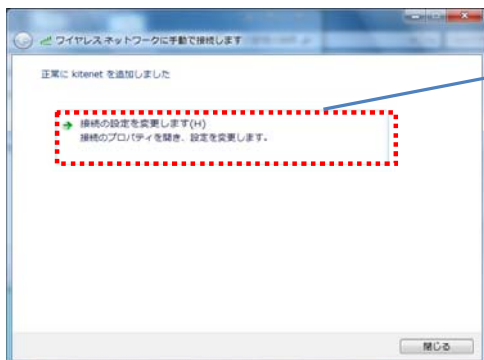 ワイヤレス ネットワークに手動で接続します
正常に kitenet を追加しました
接続の設定を変更します(H)
接続のプロパティを開き、設定を変更します。
閉じる